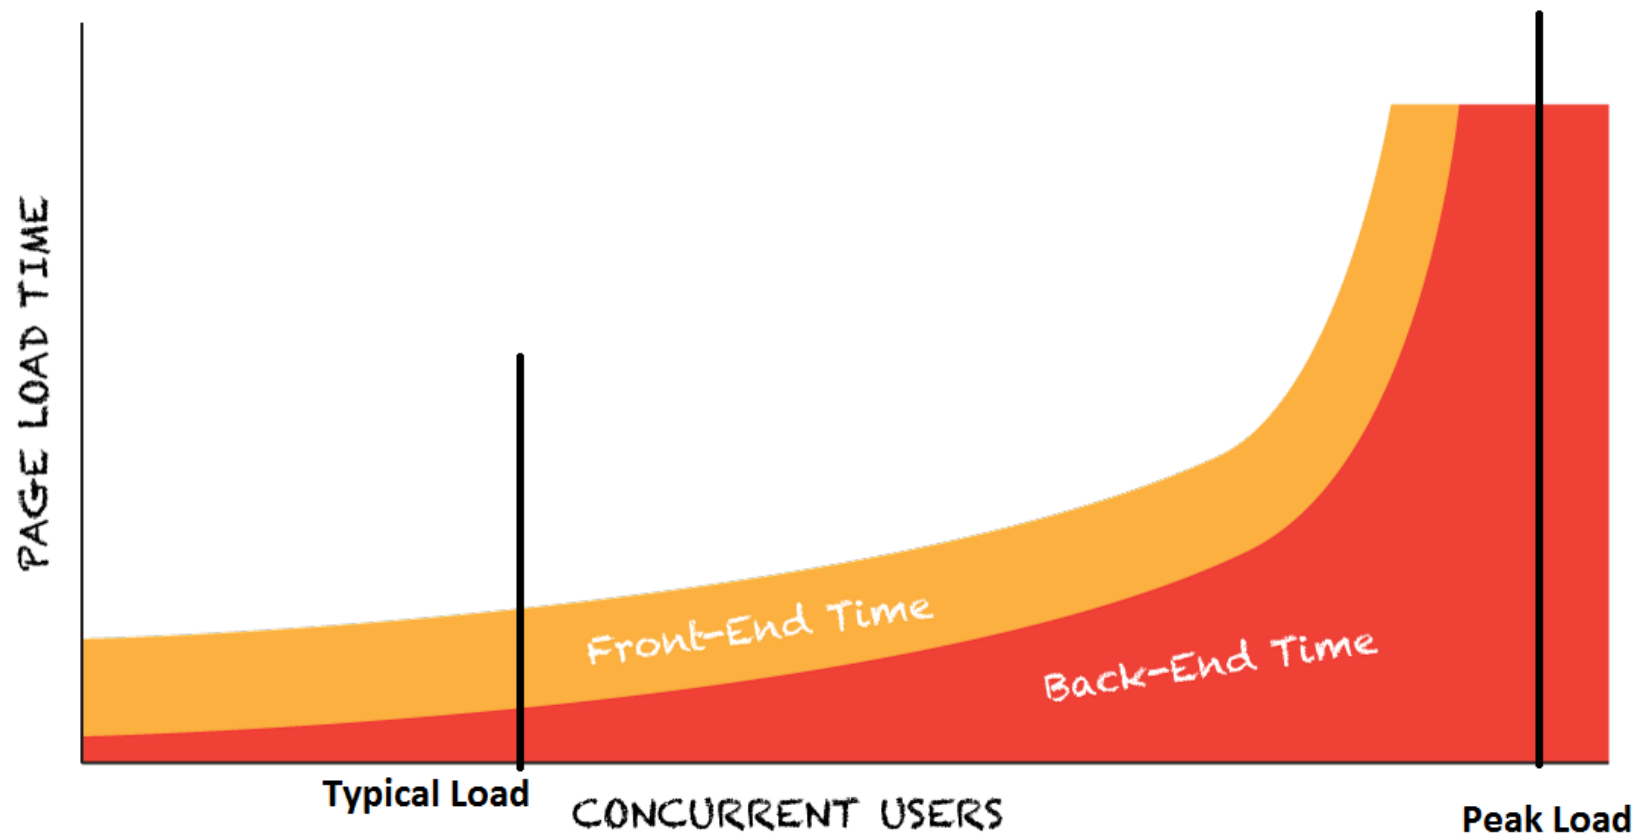 PAGE LOAD TIME
Front-End Time
Back-End Time
Typical Load
CONCURRENT USERS
Peak Load